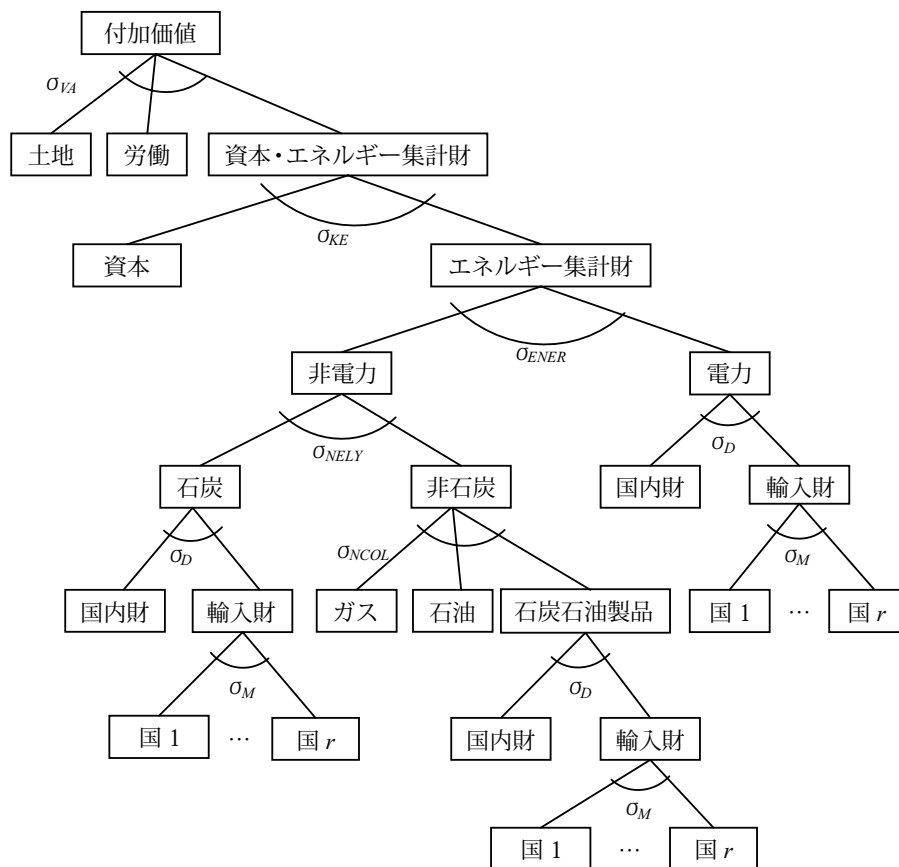 付加価値
σVA
土地 労働 資本・エネルギー集計財
σKE
資本 エネルギー集計財
σENER
非電力 電力
σNELY σD
石炭 非石炭 国内財 輸入財
σD σNCOL σM
国内財 輸入財 ガス 石油 石炭石油製品 国 1 … 国 r
σM σD
国 1 … 国 r 国内財 輸入財
σM
国 1 … 国 r